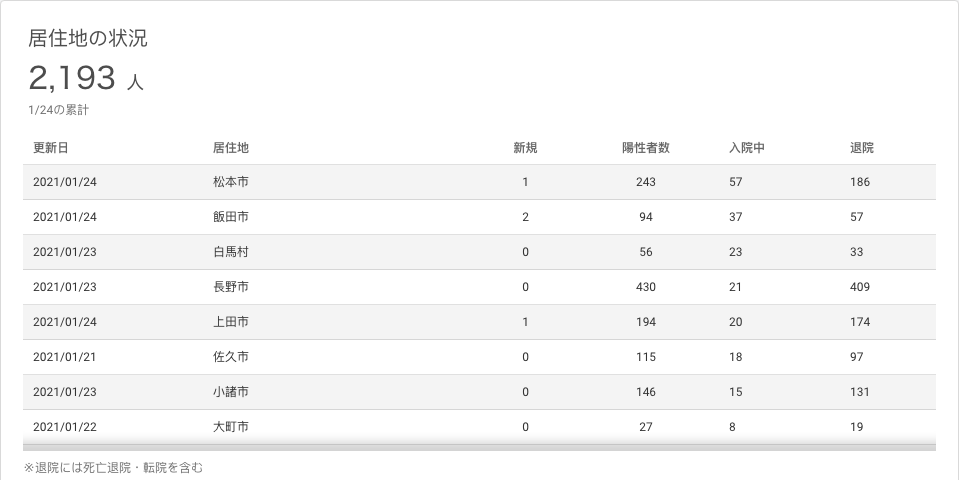 居住地の状況
2,193 人
1/24の累計
更新日 居住地 新規 陽性者数 入院中 退院
2021/01/24 松本市 1 243 57 186
2021/01/24 飯田市 2 94 37 57
2021/01/23 白馬村 0 56 23 33
2021/01/23 長野市 0 430 21 409
2021/01/24 上田市 1 194 20 174
2021/01/21 佐久市 0 115 18 97
2021/01/23 小諸市 0 146 15 131
2021/01/22 大町市 0 27 8 19
※退院には死亡退院・転院を含む